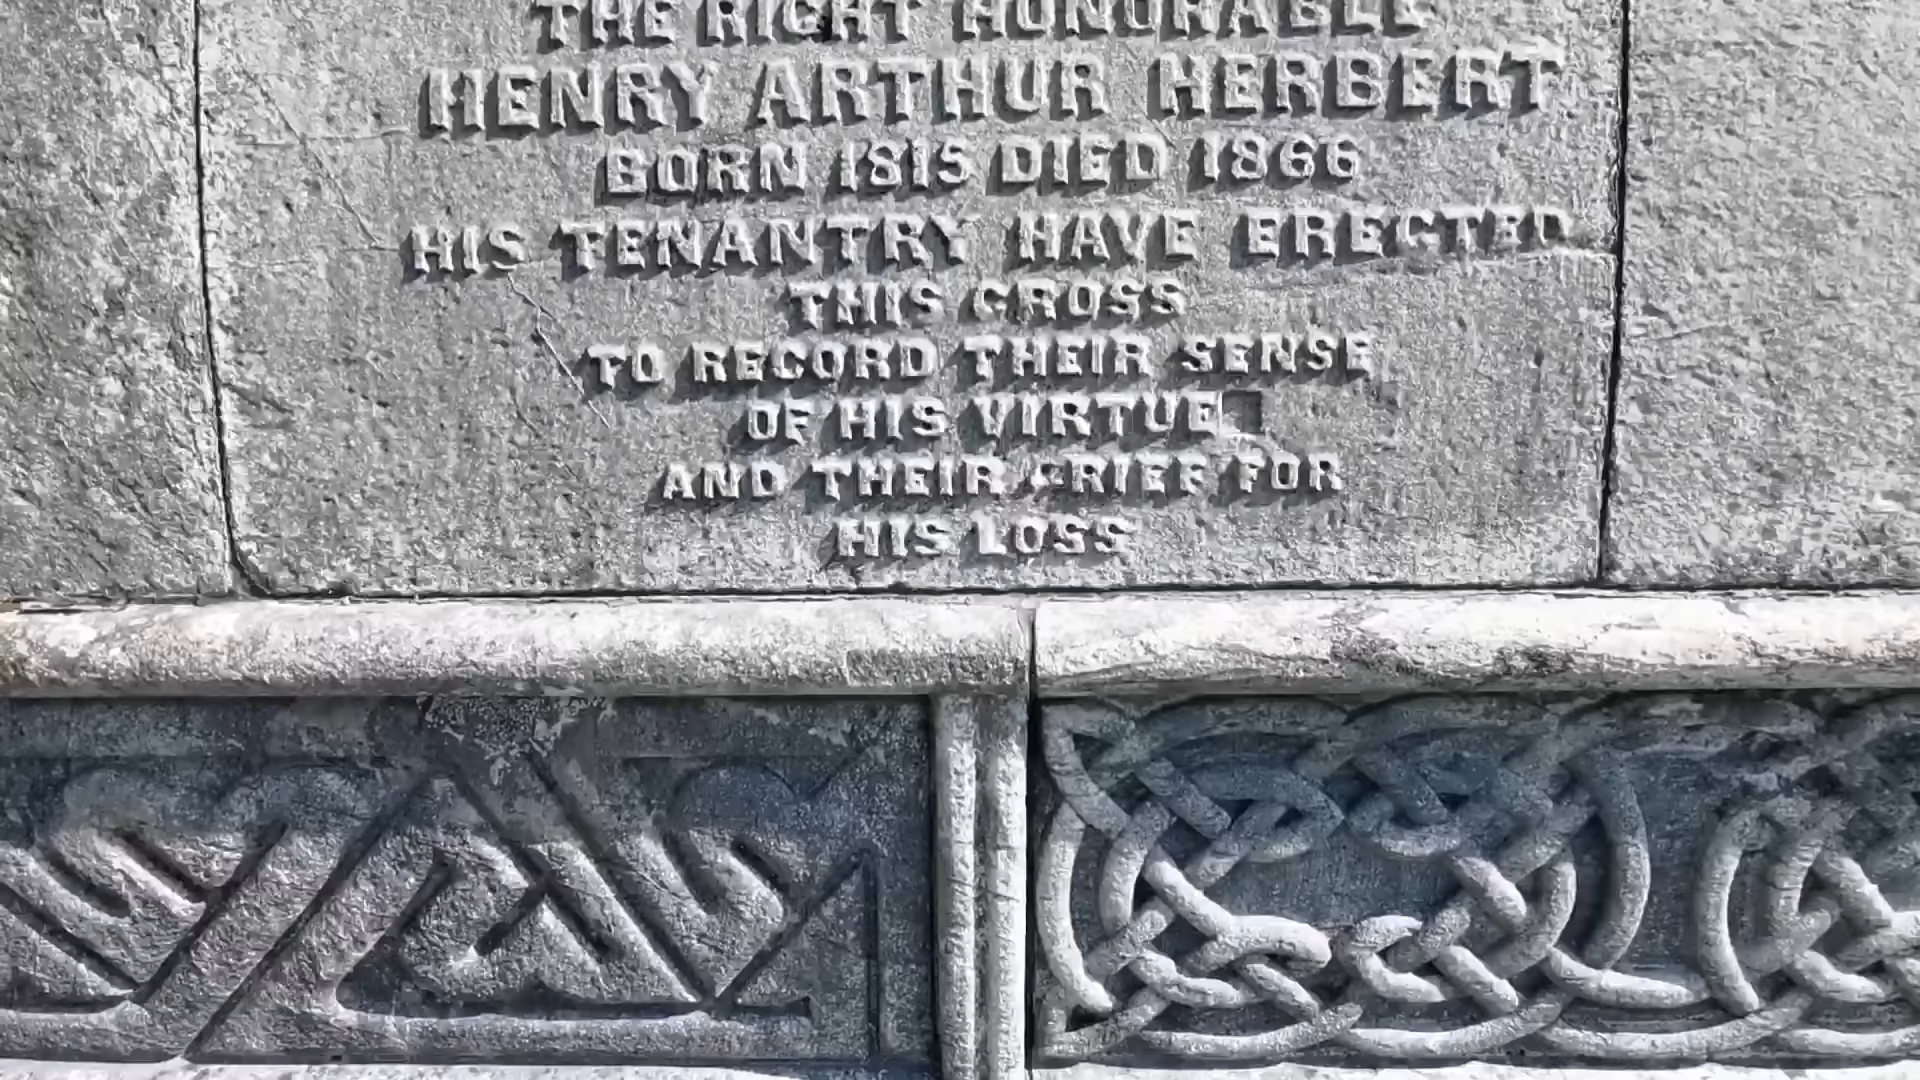 THE RIGHT HONORABLE
HENRY ARTHUR HERBERT
BORN 1815 DIED 1866
HIS TENANTRY HAVE ERECTED
THIS CROSS
TO RECORD THEIR SENSE
OF HIS VIRTUE
AND THEIR GRIEF FOR
HIS LOSS